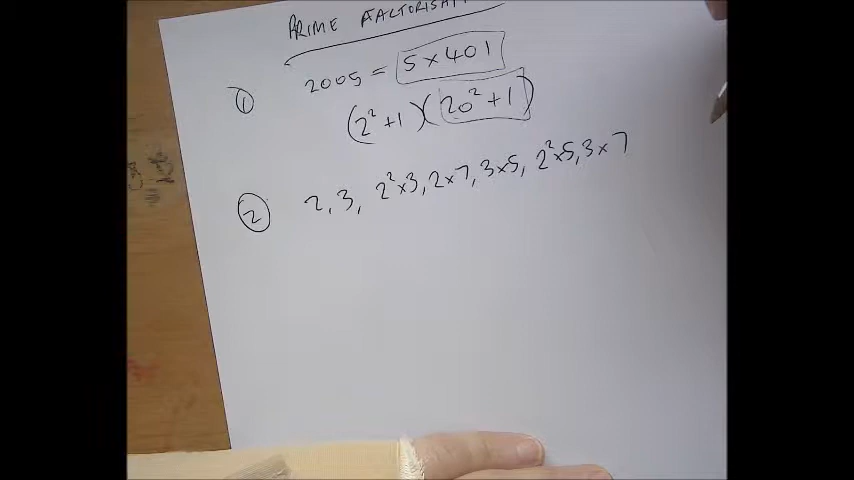 PRIME FACTORISAT
① 2005 = 5 × 401
(2² + 1)(20² + 1)
② 2, 3, 2² × 3, 2 × 7, 3 × 5, 2² × 5, 3 × 7